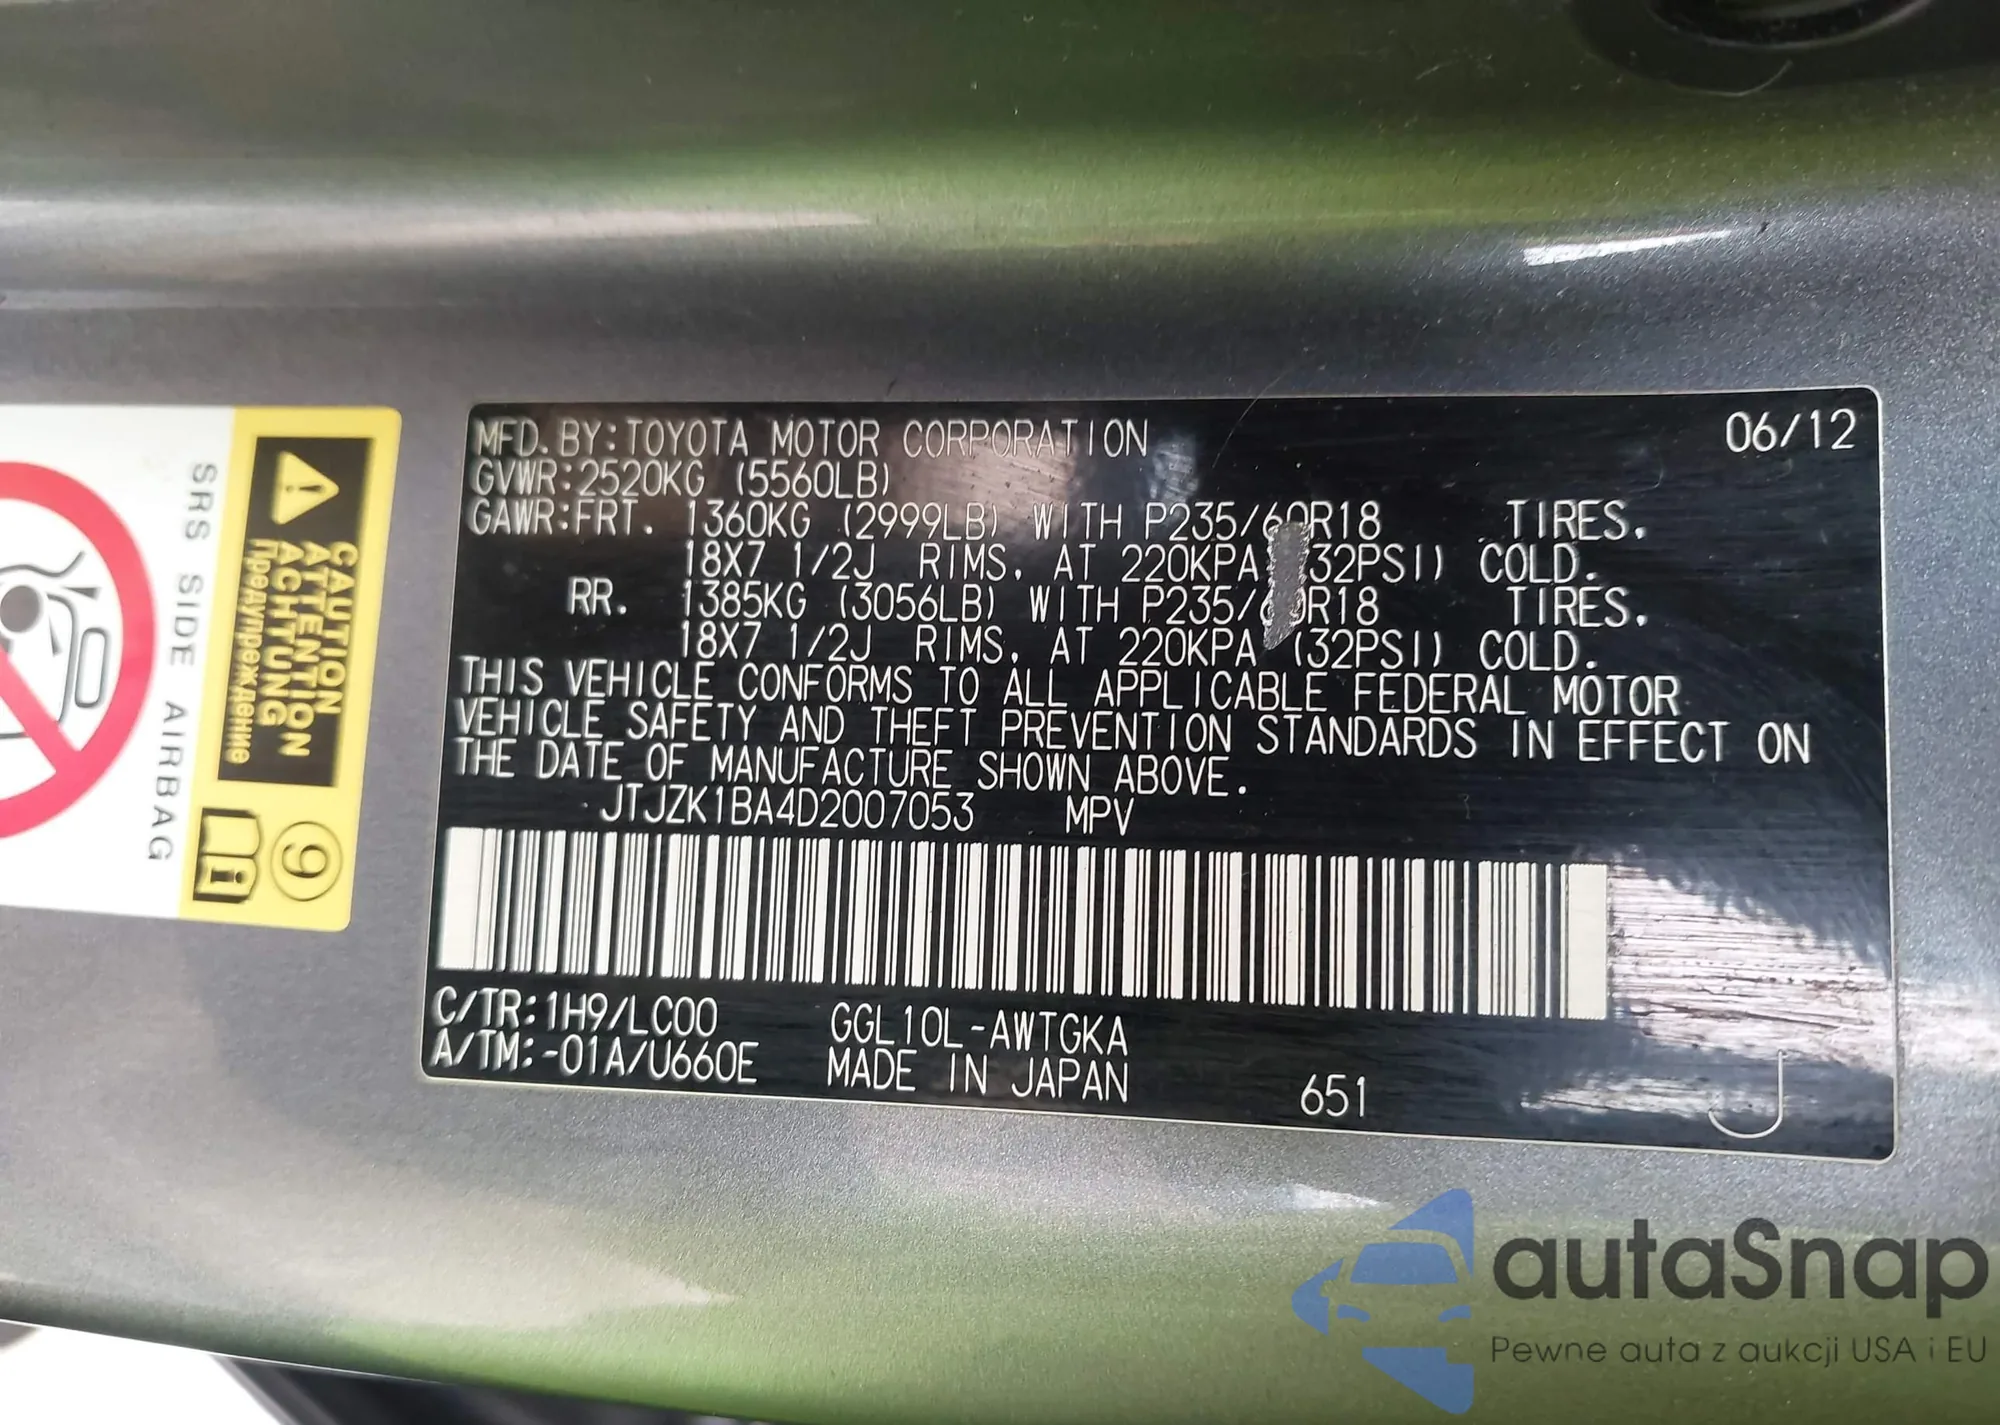 SRS SIDE AIRBAG
CAUTION
ATTENTION
ACHTUNG
Предупреждение
9
MFD. BY:TOYOTA MOTOR CORPORATION 06/12
GVWR:2520KG (5560LB)
GAWR:FRT. 1360KG (2999LB) WITH P235/60R18 TIRES.
18X7 1/2J RIMS, AT 220KPA 32PSI) COLD.
RR. 1385KG (3056LB) WITH P235/60R18 TIRES.
18X7 1/2J RIMS, AT 220KPA (32PSI) COLD.
THIS VEHICLE CONFORMS TO ALL APPLICABLE FEDERAL MOTOR
VEHICLE SAFETY AND THEFT PREVENTION STANDARDS IN EFFECT ON
THE DATE OF MANUFACTURE SHOWN ABOVE.
JTJZK1BA4D2007053 MPV
C/TR:1H9/LC00 GGL10L-AWTGKA
A/TM:-01A/U660E MADE IN JAPAN 651 J
autaSnap
Pewne auta z aukcji USA i EU